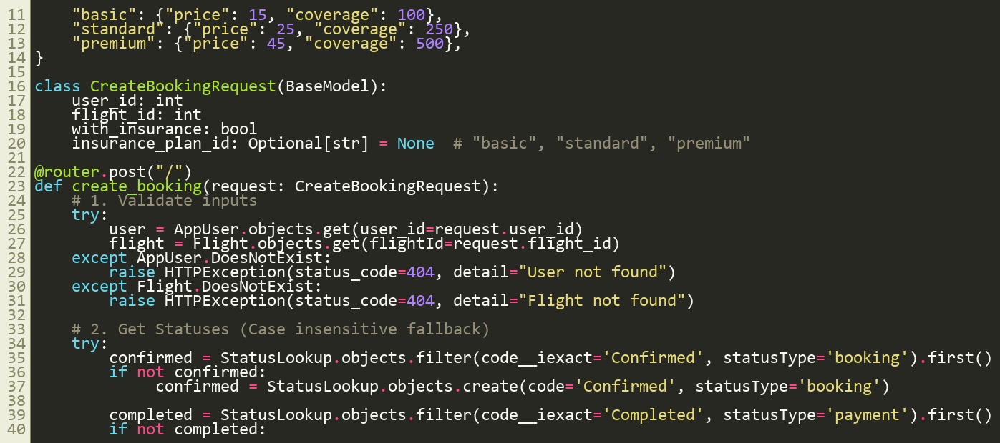 11     "basic": {"price": 15, "coverage": 100},
12     "standard": {"price": 25, "coverage": 250},
13     "premium": {"price": 45, "coverage": 500},
14 }
15
16 class CreateBookingRequest(BaseModel):
17     user_id: int
18     flight_id: int
19     with_insurance: bool
20     insurance_plan_id: Optional[str] = None  # "basic", "standard", "premium"
21
22 @router.post("/")
23 def create_booking(request: CreateBookingRequest):
24     # 1. Validate inputs
25     try:
26         user = AppUser.objects.get(user_id=request.user_id)
27         flight = Flight.objects.get(flightId=request.flight_id)
28     except AppUser.DoesNotExist:
29         raise HTTPException(status_code=404, detail="User not found")
30     except Flight.DoesNotExist:
31         raise HTTPException(status_code=404, detail="Flight not found")
32
33     # 2. Get Statuses (Case insensitive fallback)
34     try:
35         confirmed = StatusLookup.objects.filter(code__iexact='Confirmed', statusType='booking').first()
36         if not confirmed:
37              confirmed = StatusLookup.objects.create(code='Confirmed', statusType='booking')
38
39         completed = StatusLookup.objects.filter(code__iexact='Completed', statusType='payment').first()
40         if not completed: